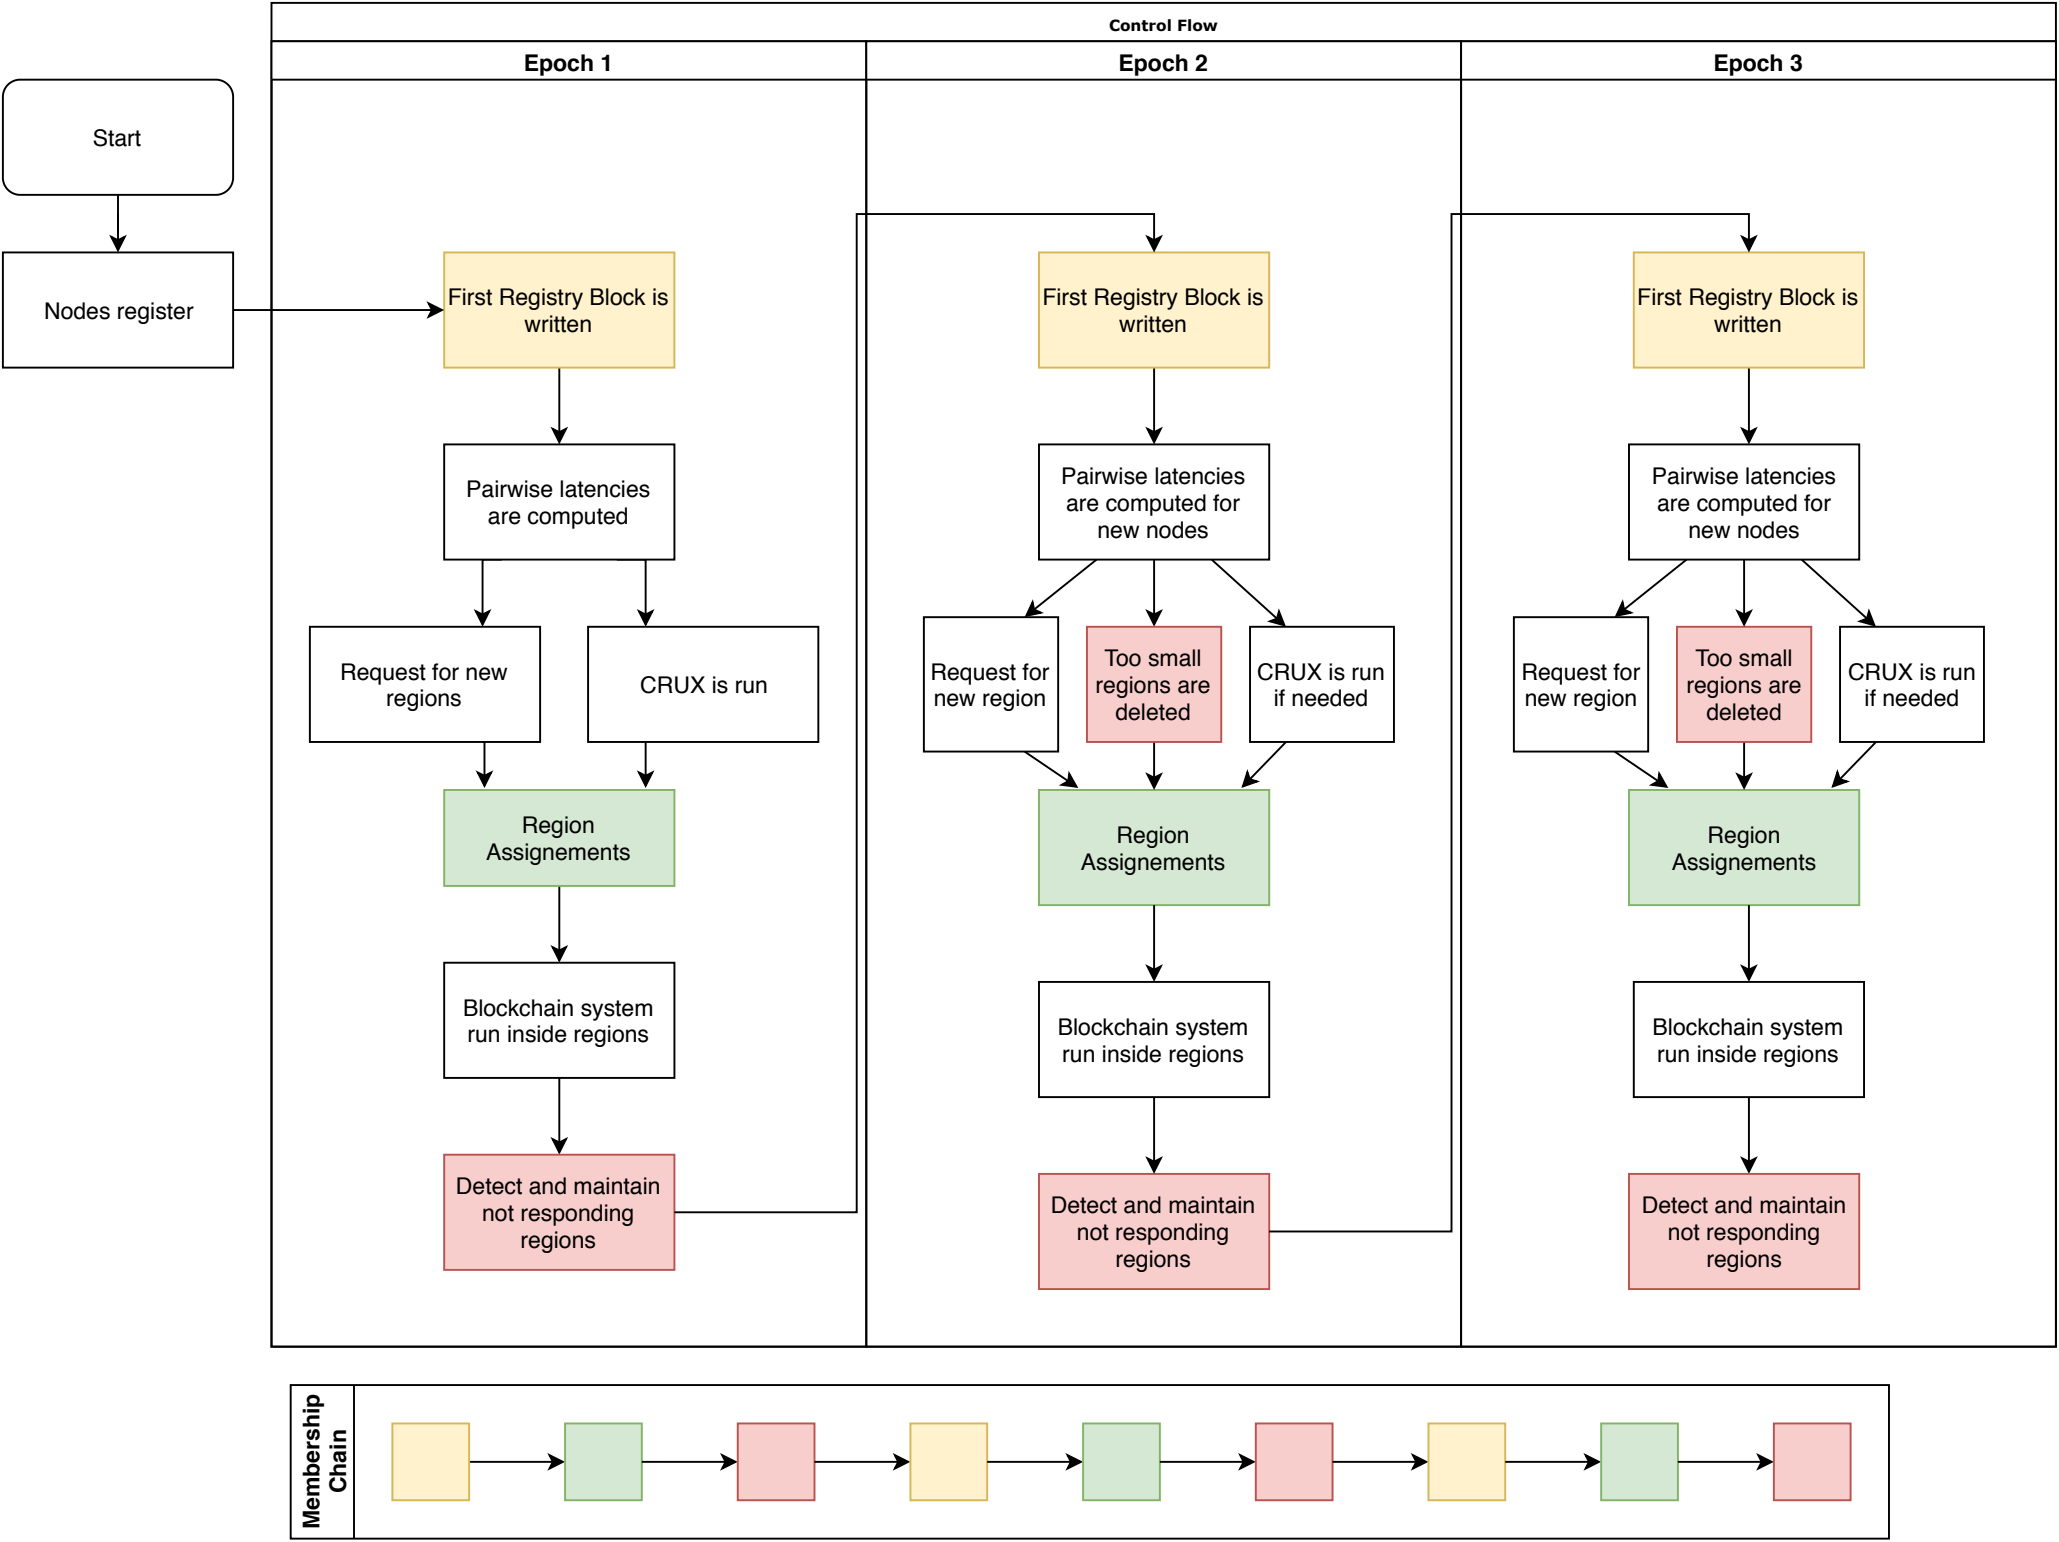 Control Flow
Epoch 1
Epoch 2
Epoch 3
Start
Nodes register
First Registry Block is
written
Pairwise latencies
are computed
Request for new
regions
CRUX is run
Region
Assignements
Blockchain system
run inside regions
Detect and maintain
not responding
regions
First Registry Block is
written
Pairwise latencies
are computed for
new nodes
Request for
new region
Too small
regions are
deleted
CRUX is run
if needed
Region
Assignements
Blockchain system
run inside regions
Detect and maintain
not responding
regions
First Registry Block is
written
Pairwise latencies
are computed for
new nodes
Request for
new region
Too small
regions are
deleted
CRUX is run
if needed
Region
Assignements
Blockchain system
run inside regions
Detect and maintain
not responding
regions
Membership
Chain